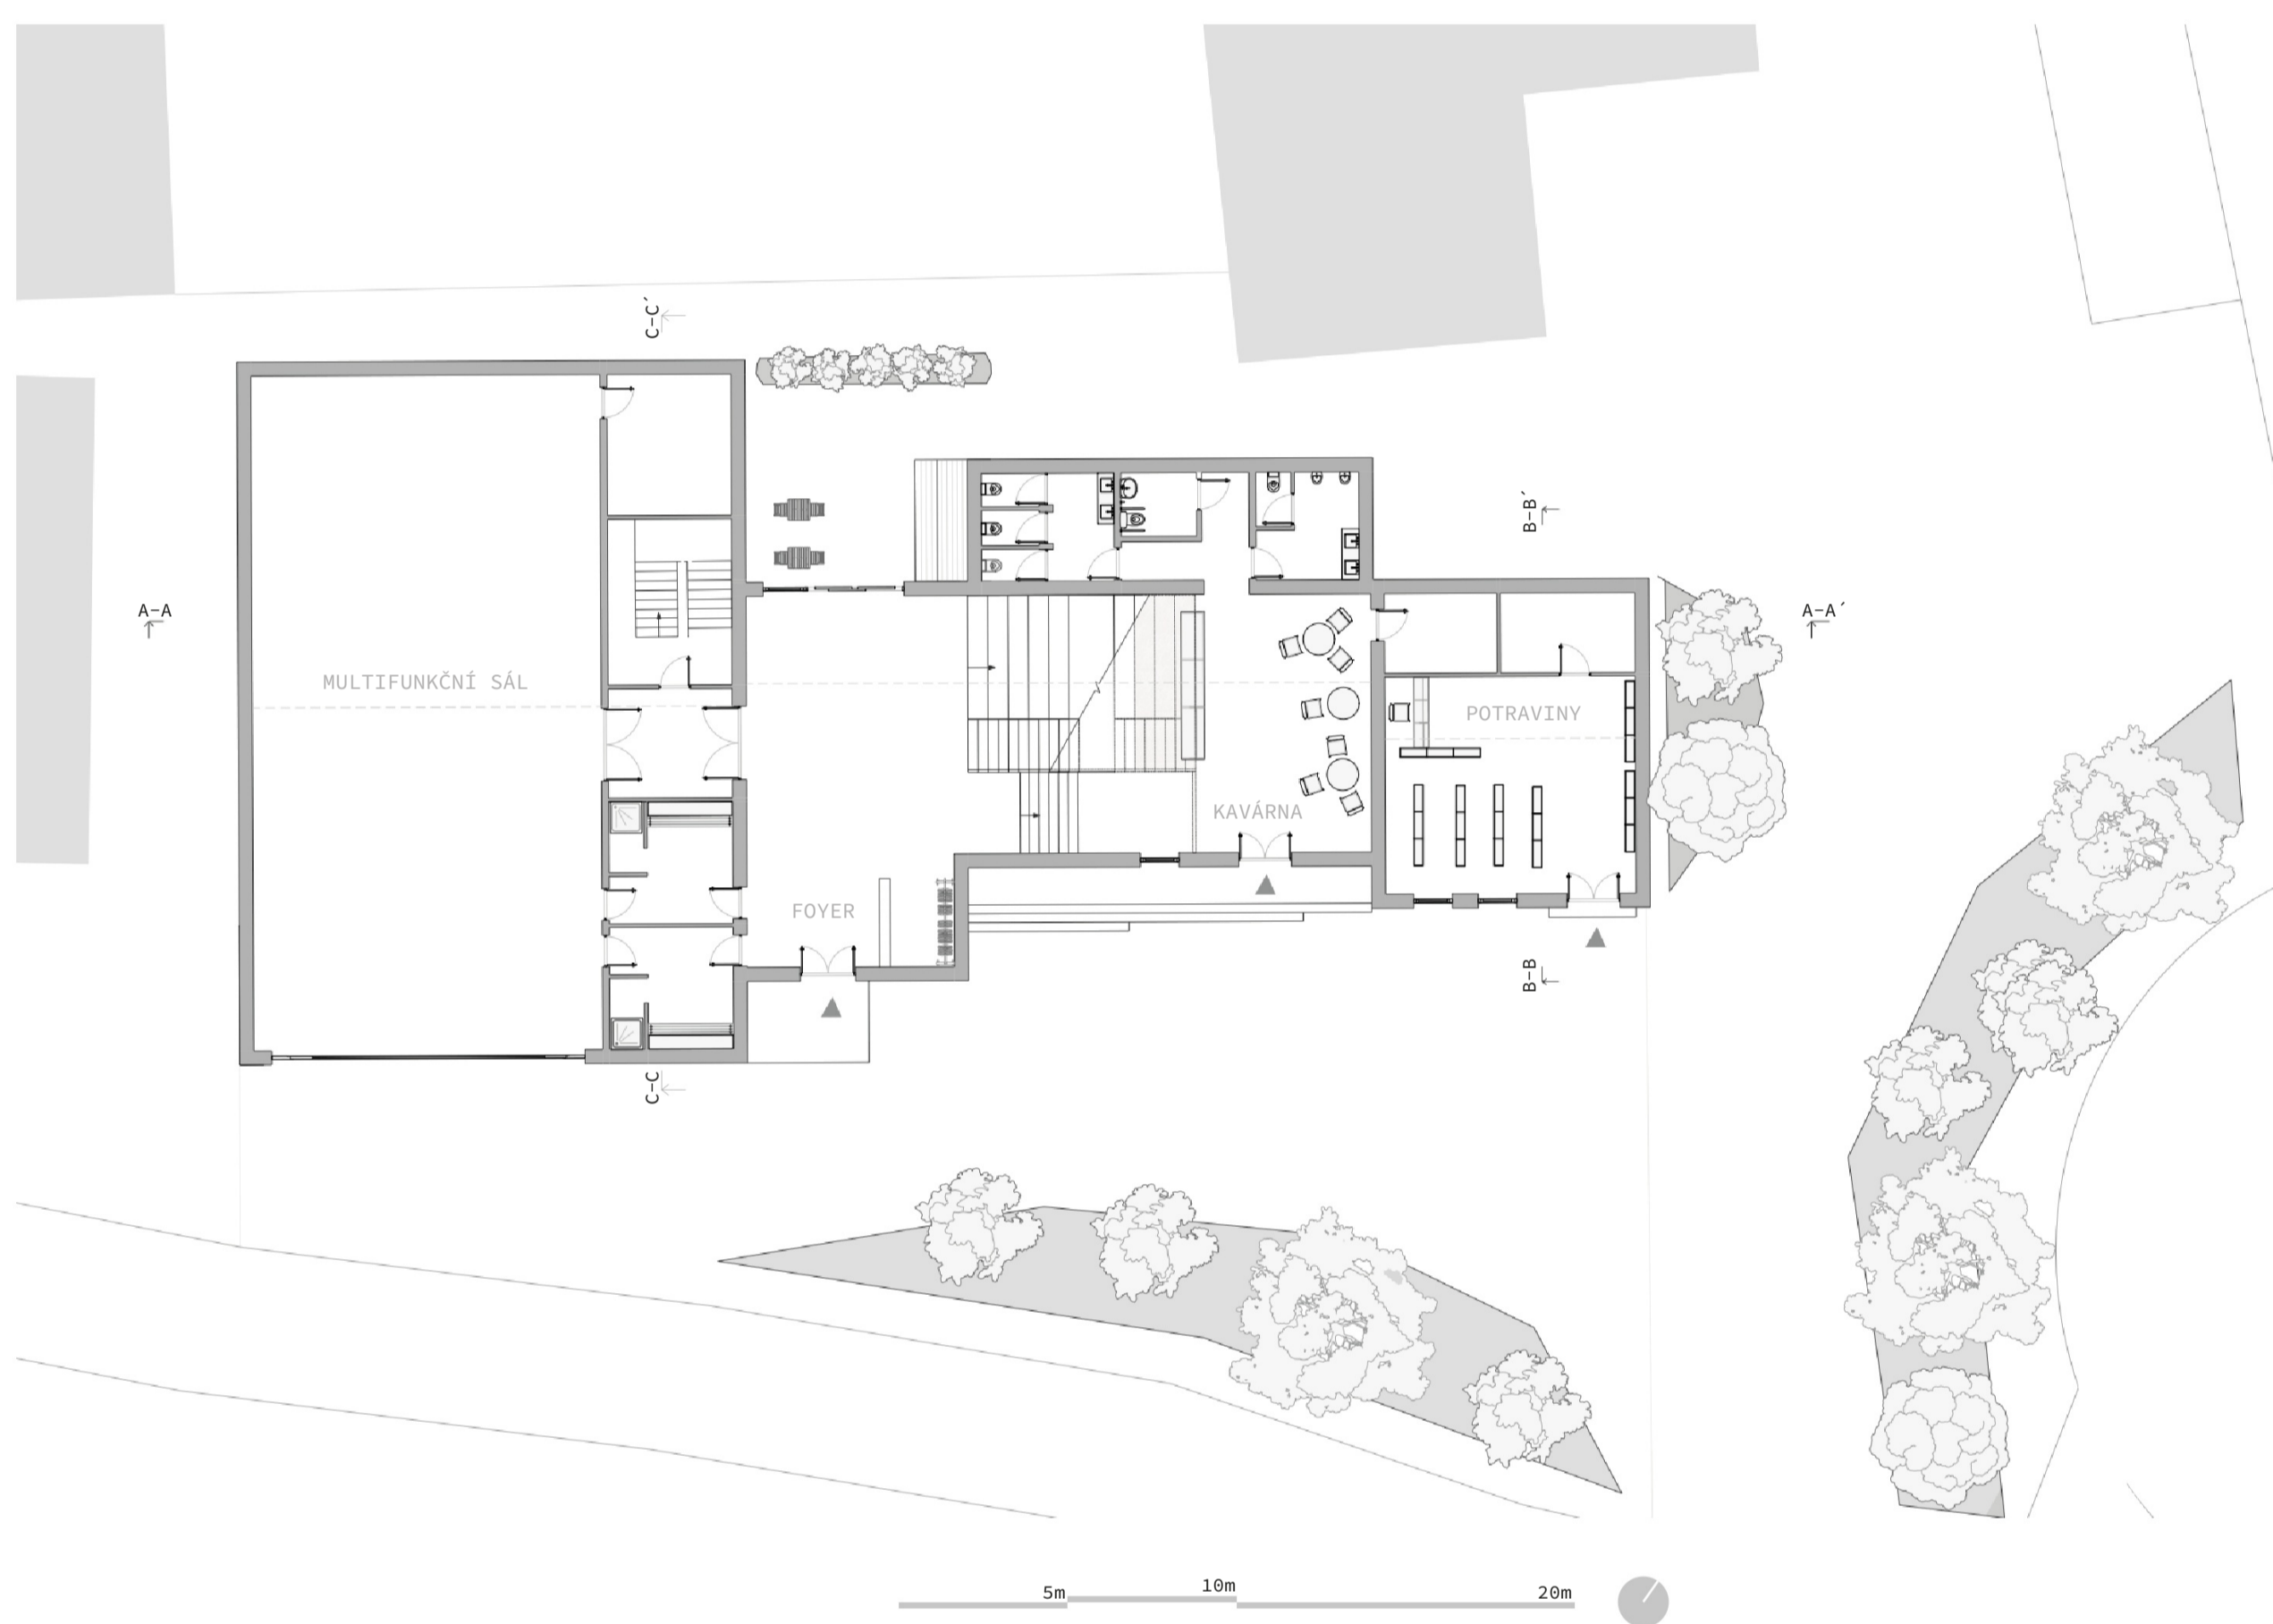 C-C´
B-B´
A-A
A-A´
MULTIFUNKČNÍ SÁL
POTRAVINY
KAVÁRNA
FOYER
B-B
C-C
5m
10m
20m